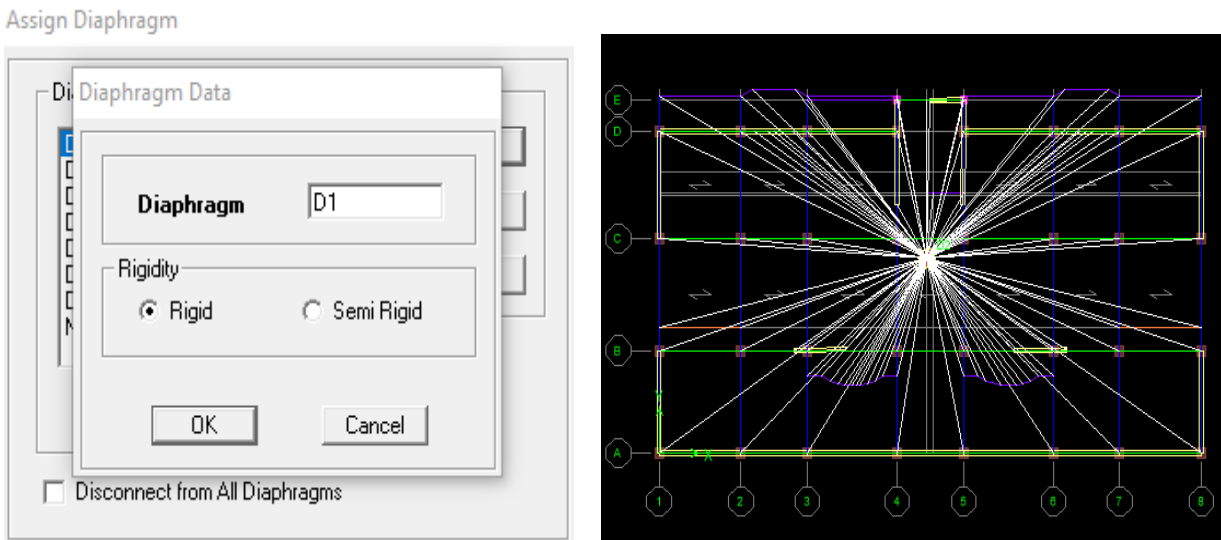 Assign Diaphragm
Di
Diaphragm Data
Diaphragm
D1
Rigidity
Rigid
Semi Rigid
OK
Cancel
Disconnect from All Diaphragms
E
D
C
B
A
X
1
2
3
4
5
6
7
8